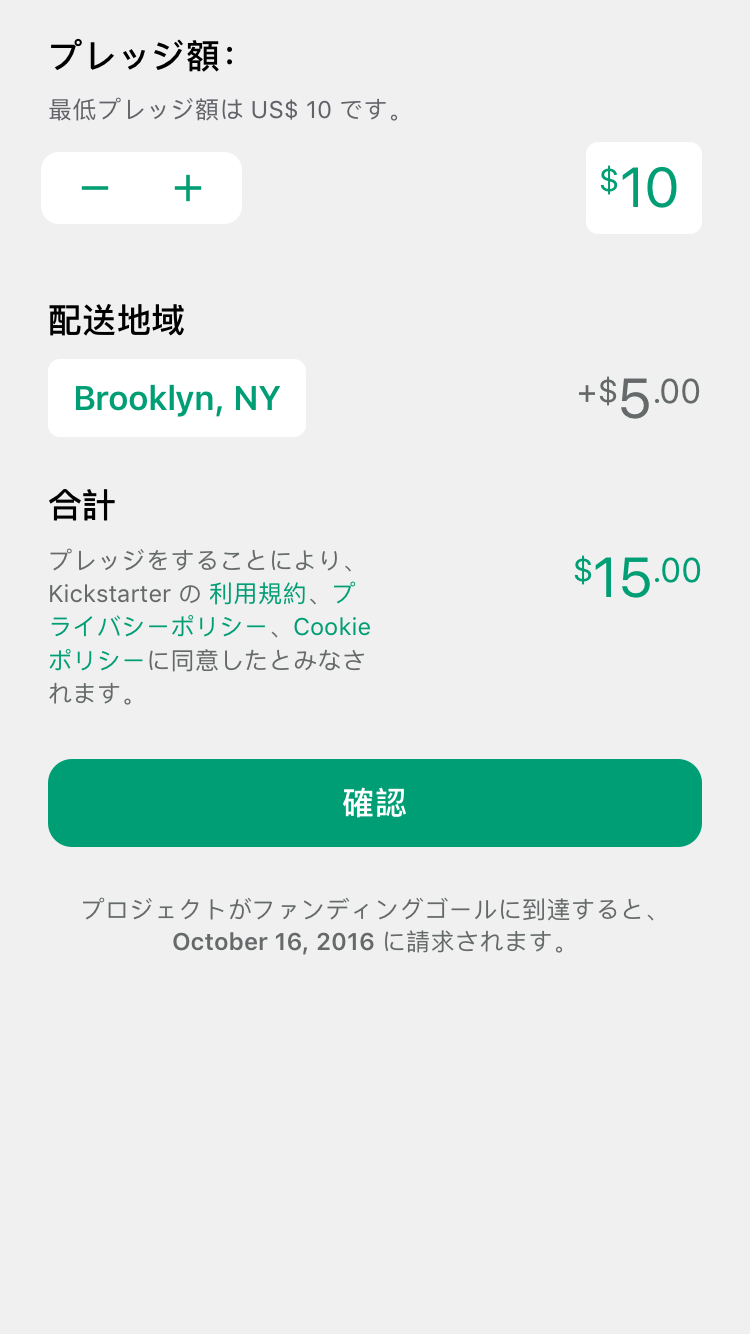 プレッジ額：
最低プレッジ額は US$ 10 です。
− +
$10
配送地域
Brooklyn, NY
+$5.00
合計
プレッジをすることにより、
Kickstarter の 利用規約、プ
ライバシーポリシー、Cookie
ポリシーに同意したとみなさ
れます。
$15.00
確認
プロジェクトがファンディングゴールに到達すると、
October 16, 2016 に請求されます。